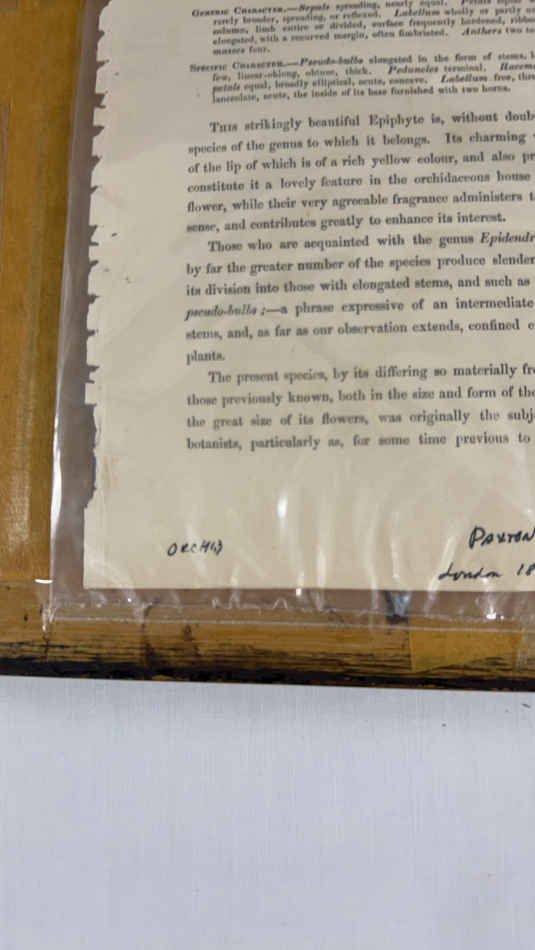 GENERIC CHARACTER.—Sepals spreading, nearly equal. Petals equal
rarely broader, spreading, or reflexed. Labellum wholly or partly
column, limb entire or divided, surface frequently hardened,
elongated, with a recurved margin, often fimbriated. Anthers two
masses four.
SPECIFIC CHARACTER.—Pseudo-bulbs elongated in the form of stems,
few, linear-oblong, obtuse, thick. Peduncles terminal.
petals equal, broadly elliptical, acute, concave. Labellum free,
lanceolate, acute, the inside of its base furnished with two horns.
THIS strikingly beautiful Epiphyte is, without doub
species of the genus to which it belongs. Its charming
of the lip of which is of a rich yellow colour, and also pr
constitute it a lovely feature in the orchidaceous house
flower, while their very agreeable fragrance administers t
sense, and contributes greatly to enhance its interest.
Those who are acquainted with the genus Epidendr
by far the greater number of the species produce slender
its division into those with elongated stems, and such as
pseudo-bulbs;—a phrase expressive of an intermediate
stems, and, as far as our observation extends, confined e
plants.
The present species, by its differing so materially fr
those previously known, both in the size and form of the
the great size of its flowers, was originally the subj
botanists, particularly as, for some time previous to
ORCHID
PAXTON
London 18